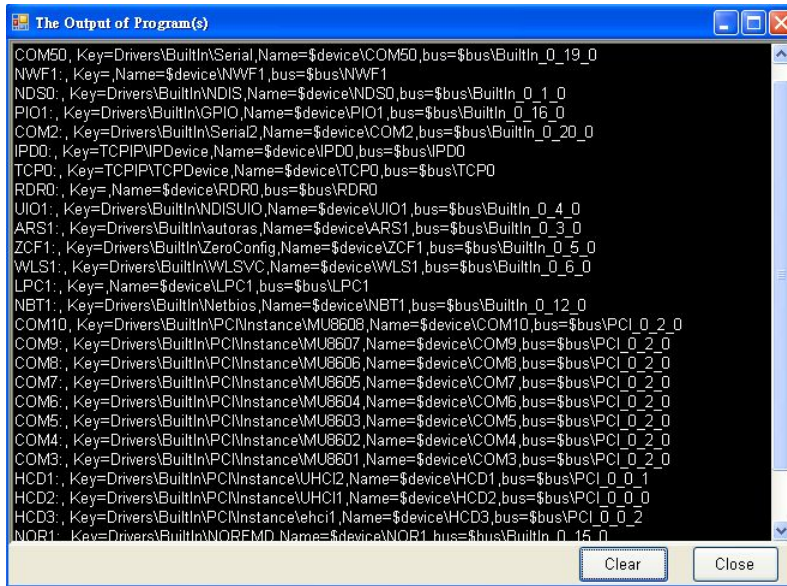 The Output of Program(s)
COM50, Key=Drivers\BuiltIn\Serial,Name=$device\COM50,bus=$bus\BuiltIn_0_19_0
NWF1:, Key=,Name=$device\NWF1,bus=$bus\NWF1
NDS0:, Key=Drivers\BuiltIn\NDIS,Name=$device\NDS0,bus=$bus\BuiltIn_0_1_0
PIO1:, Key=Drivers\BuiltIn\GPIO,Name=$device\PIO1,bus=$bus\BuiltIn_0_16_0
COM2:, Key=Drivers\BuiltIn\Serial2,Name=$device\COM2,bus=$bus\BuiltIn_0_20_0
IPD0:, Key=TCPIP\IPDevice,Name=$device\IPD0,bus=$bus\IPD0
TCP0:, Key=TCPIP\TCPDevice,Name=$device\TCP0,bus=$bus\TCP0
RDR0:, Key=,Name=$device\RDR0,bus=$bus\RDR0
UIO1:, Key=Drivers\BuiltIn\NDISUIO,Name=$device\UIO1,bus=$bus\BuiltIn_0_4_0
ARS1:, Key=Drivers\BuiltIn\autoras,Name=$device\ARS1,bus=$bus\BuiltIn_0_3_0
ZCF1:, Key=Drivers\BuiltIn\ZeroConfig,Name=$device\ZCF1,bus=$bus\BuiltIn_0_5_0
WLS1:, Key=Drivers\BuiltIn\WLSVC,Name=$device\WLS1,bus=$bus\BuiltIn_0_6_0
LPC1:, Key=,Name=$device\LPC1,bus=$bus\LPC1
NBT1:, Key=Drivers\BuiltIn\Netbios,Name=$device\NBT1,bus=$bus\BuiltIn_0_12_0
COM10, Key=Drivers\BuiltIn\PCI\Instance\MU8608,Name=$device\COM10,bus=$bus\PCI_0_2_0
COM9:, Key=Drivers\BuiltIn\PCI\Instance\MU8607,Name=$device\COM9,bus=$bus\PCI_0_2_0
COM8:, Key=Drivers\BuiltIn\PCI\Instance\MU8606,Name=$device\COM8,bus=$bus\PCI_0_2_0
COM7:, Key=Drivers\BuiltIn\PCI\Instance\MU8605,Name=$device\COM7,bus=$bus\PCI_0_2_0
COM6:, Key=Drivers\BuiltIn\PCI\Instance\MU8604,Name=$device\COM6,bus=$bus\PCI_0_2_0
COM5:, Key=Drivers\BuiltIn\PCI\Instance\MU8603,Name=$device\COM5,bus=$bus\PCI_0_2_0
COM4:, Key=Drivers\BuiltIn\PCI\Instance\MU8602,Name=$device\COM4,bus=$bus\PCI_0_2_0
COM3:, Key=Drivers\BuiltIn\PCI\Instance\MU8601,Name=$device\COM3,bus=$bus\PCI_0_2_0
HCD1:, Key=Drivers\BuiltIn\PCI\Instance\UHCI2,Name=$device\HCD1,bus=$bus\PCI_0_0_1
HCD2:, Key=Drivers\BuiltIn\PCI\Instance\UHCI1,Name=$device\HCD2,bus=$bus\PCI_0_0_0
HCD3:, Key=Drivers\BuiltIn\PCI\Instance\ehci1,Name=$device\HCD3,bus=$bus\PCI_0_0_2
NOR1:, Key=Drivers\BuiltIn\NORFMD,Name=$device\NOR1,bus=$bus\BuiltIn_0_15_0
Clear
Close